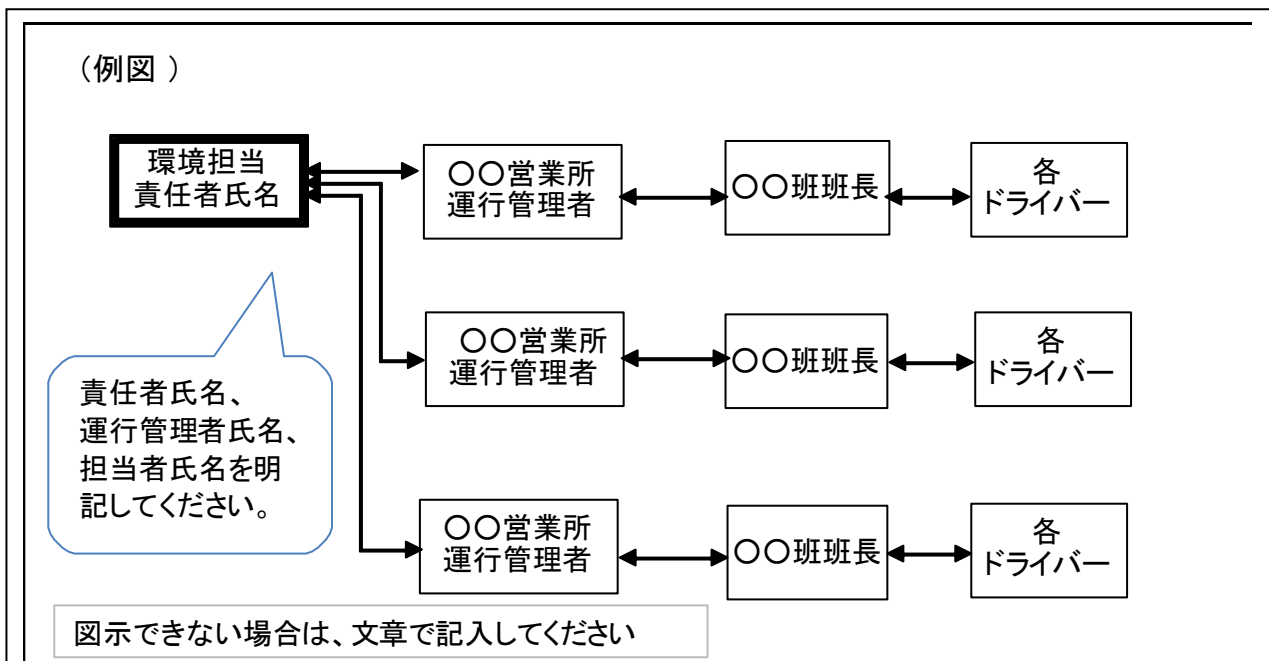 （例図 ）
環境担当
責任者氏名
〇〇営業所
運行管理者
〇〇班班長
各
ドライバー
〇〇営業所
運行管理者
〇〇班班長
各
ドライバー
責任者氏名、
運行管理者氏名、
担当者氏名を明
記してください。
〇〇営業所
運行管理者
〇〇班班長
各
ドライバー
図示できない場合は、文章で記入してください